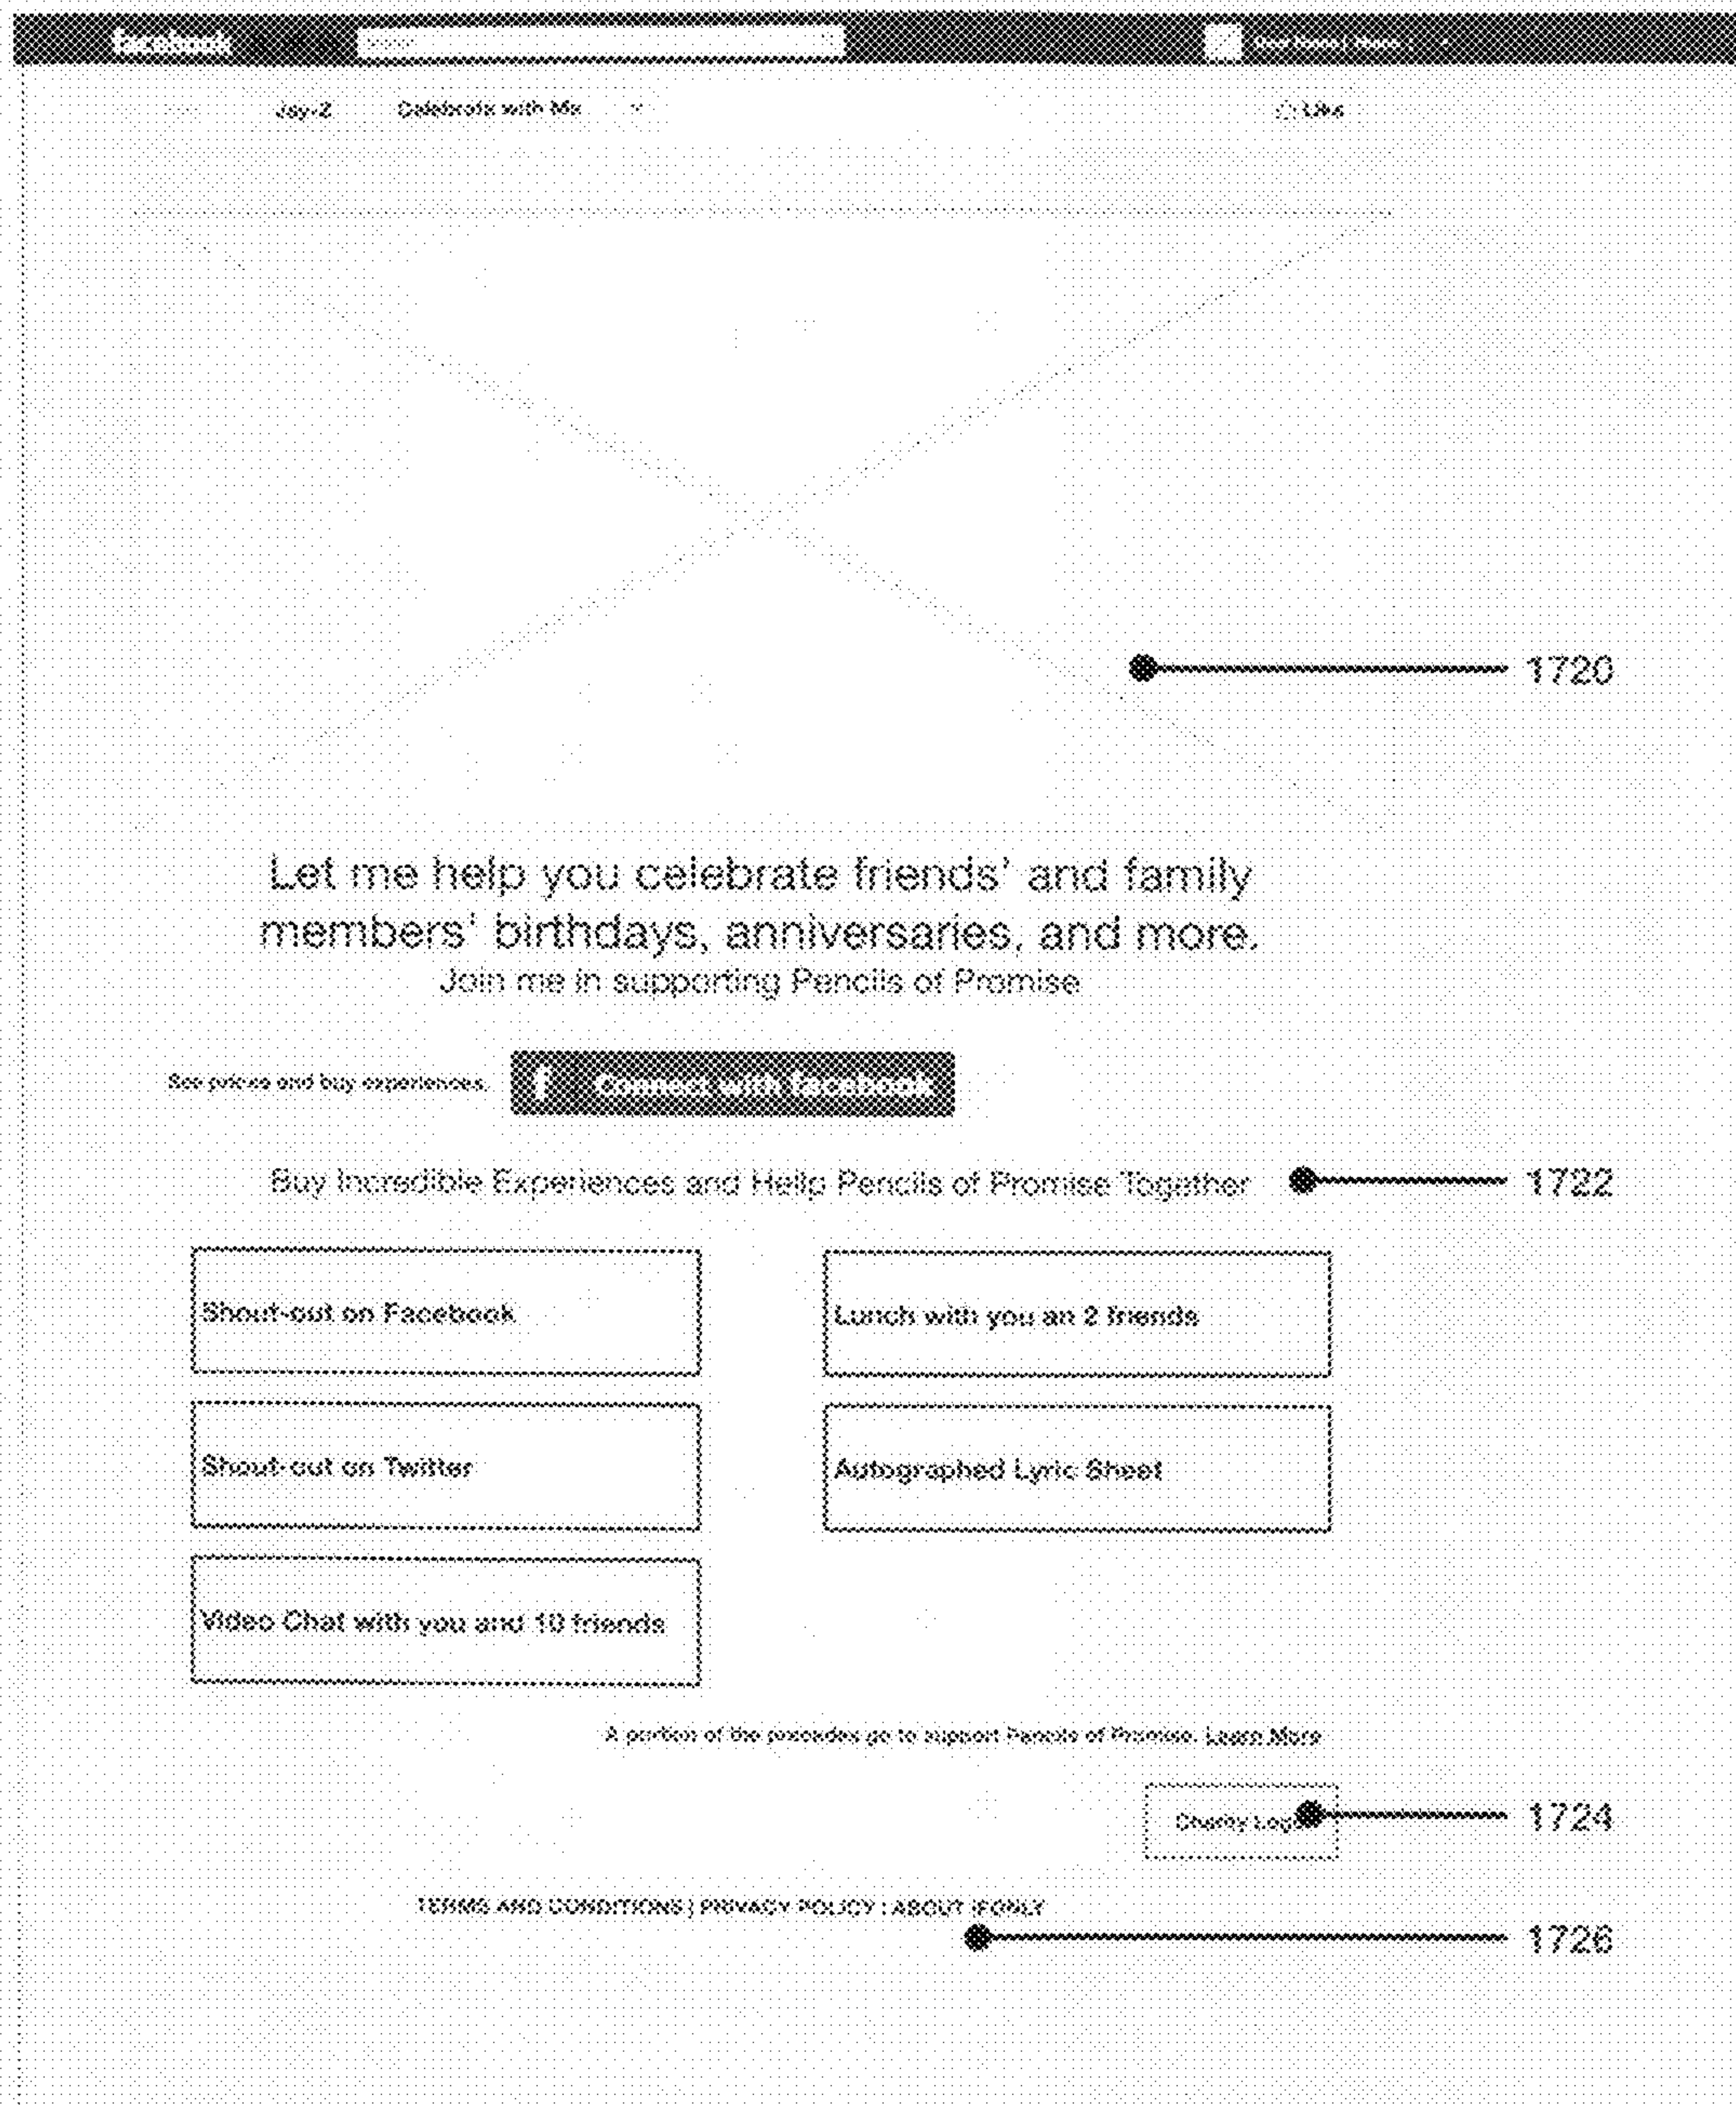 facebook
Jay-Z Celebrate with Me Like
1720
Let me help you celebrate friends' and family
members' birthdays, anniversaries, and more.
Join me in supporting Pencils of Promise
See prices and buy experiences. f Connect with facebook
Buy Incredible Experiences and Help Pencils of Promise Together 1722
Shout-out on Facebook Lunch with you an 2 friends
Shout-out on Twitter Autographed Lyric Sheet
Video Chat with you and 10 friends
A portion of the precedes go to support Pencils of Promise. Learn More
Charity 1724
TERMS AND CONDITIONS | PRIVACY POLICY | ABOUT IFONLY
1726